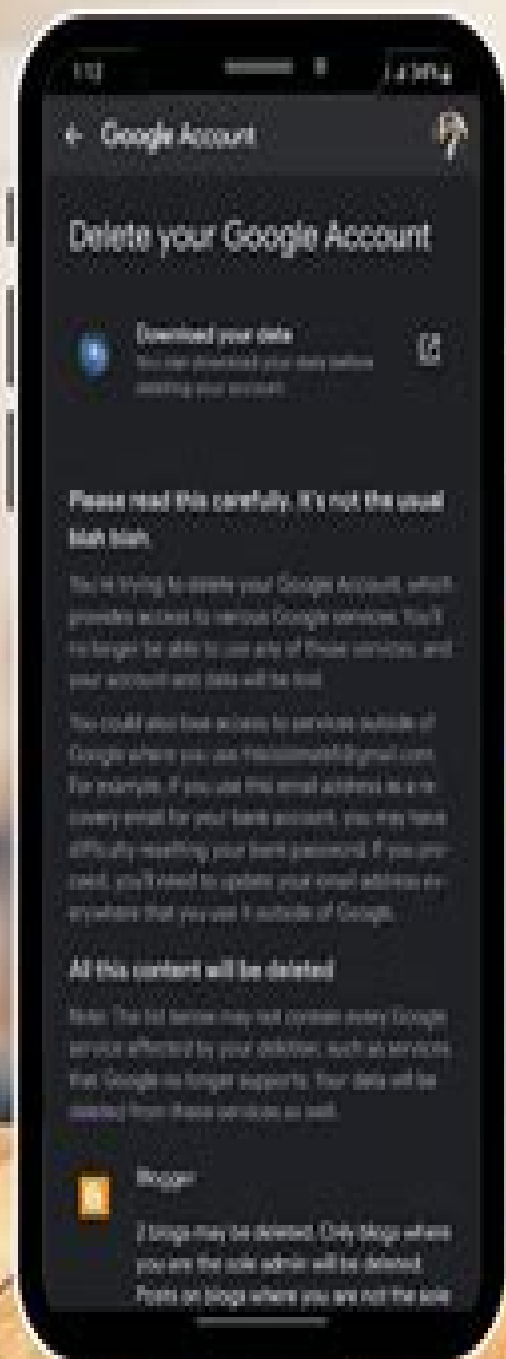 1:12
Google Account
Delete your Google Account
Download your data
You can download your data before
deleting your account
Please read this carefully. It's not the usual
blah blah.
You're trying to delete your Google Account, which
provides access to various Google services. You'll
no longer be able to use any of those services, and
your account and data will be lost.
You could also lose access to services outside of
Google where you use @gmail.com.
For example, if you use this email address as a re-
covery email for your bank account, you may have
difficulty resetting your bank password. If you pro-
ceed, you'll need to update your email address ev-
erywhere that you use it outside of Google.
All this content will be deleted
Note: The list below may not contain every Google
service affected by your deletion, such as services
that Google no longer supports. Your data will be
deleted from these services as well.
Blogger
2 blogs may be deleted. Only blogs where
you are the sole admin will be deleted.
Posts on blogs where you are not the sole